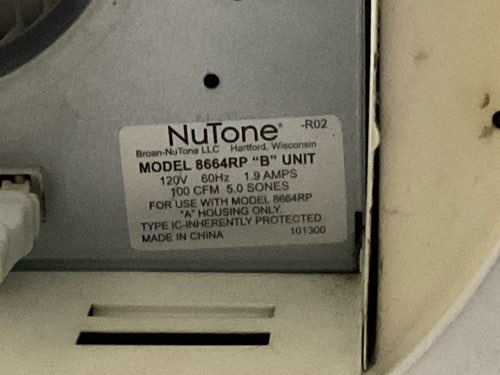 NuTone® -R02
Broan-NuTone LLC Hartford, Wisconsin
MODEL 8664RP "B" UNIT
120V 60Hz 1.9 AMPS
100 CFM 5.0 SONES
FOR USE WITH MODEL 8664RP
"A" HOUSING ONLY
TYPE IC-INHERENTLY PROTECTED
MADE IN CHINA 101300